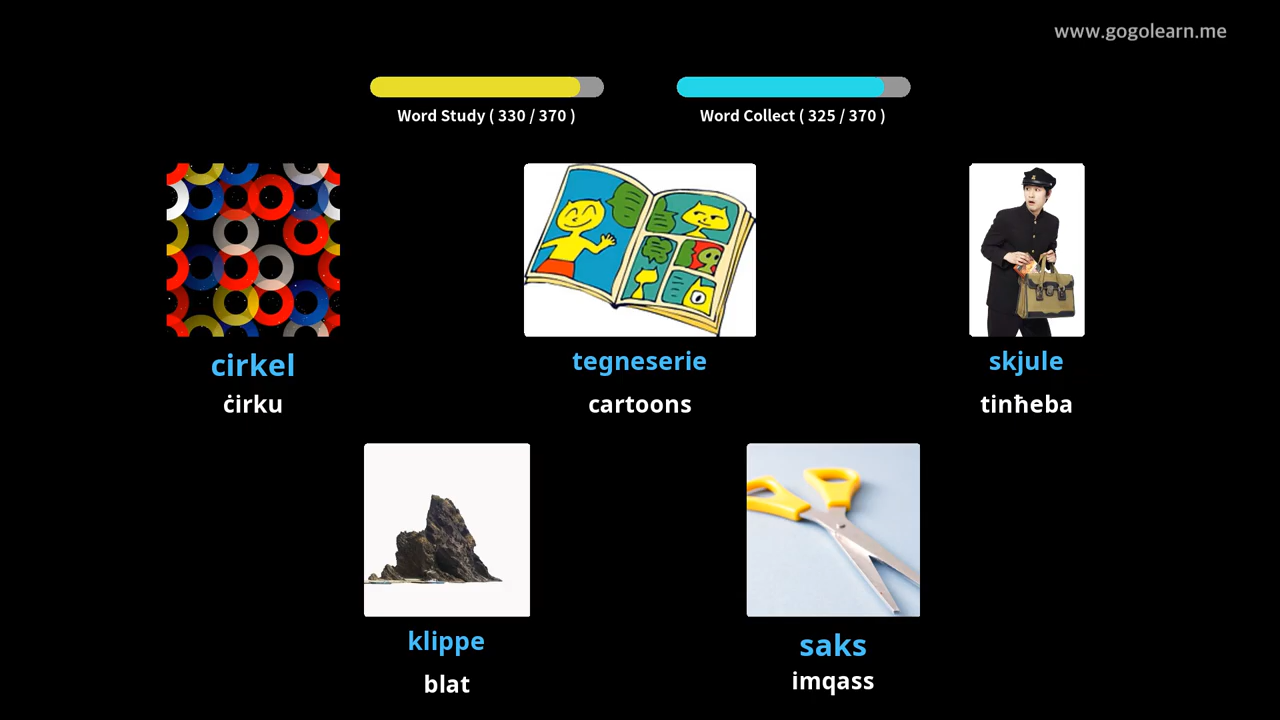 www.gogolearn.me
Word Study ( 330 / 370 )
Word Collect ( 325 / 370 )
cirkel
ċirku
tegneserie
cartoons
skjule
tinħeba
klippe
blat
saks
imqass